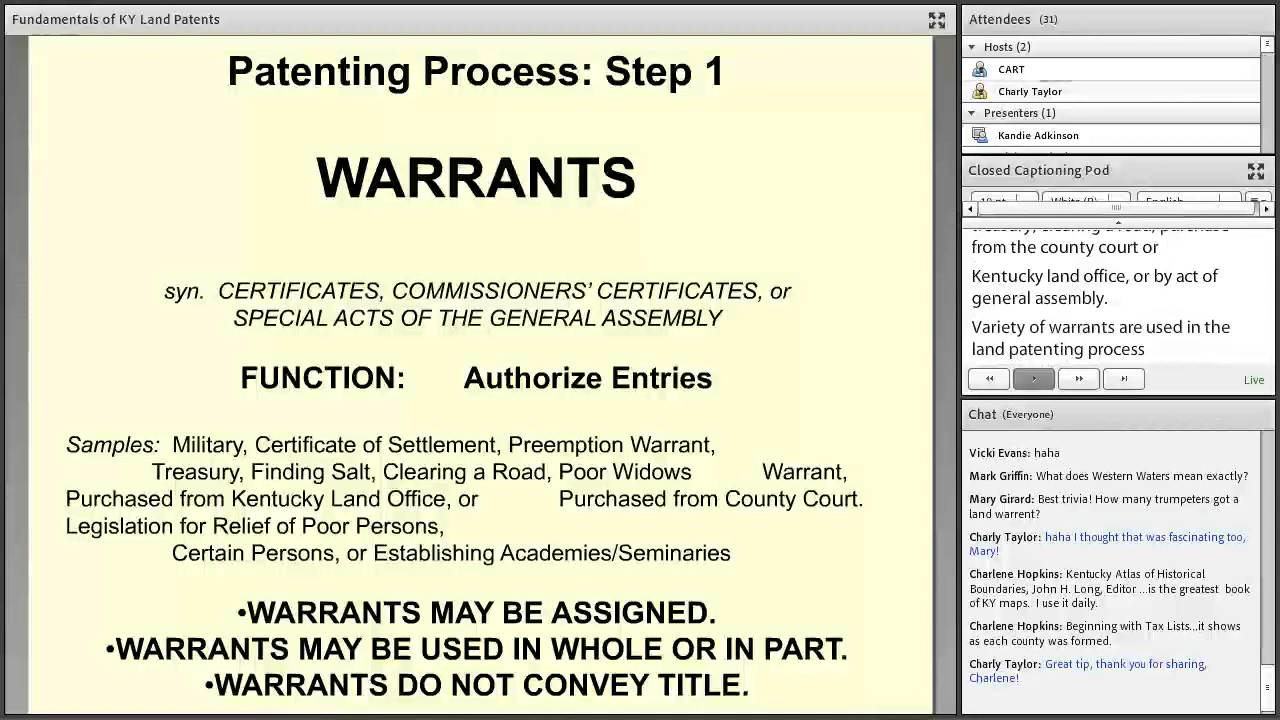 Fundamentals of KY Land Patents
Patenting Process: Step 1
WARRANTS
syn. CERTIFICATES, COMMISSIONERS’ CERTIFICATES, or
SPECIAL ACTS OF THE GENERAL ASSEMBLY
FUNCTION: Authorize Entries
Samples: Military, Certificate of Settlement, Preemption Warrant,
Treasury, Finding Salt, Clearing a Road, Poor Widows Warrant,
Purchased from Kentucky Land Office, or Purchased from County Court.
Legislation for Relief of Poor Persons,
Certain Persons, or Establishing Academies/Seminaries
•WARRANTS MAY BE ASSIGNED.
•WARRANTS MAY BE USED IN WHOLE OR IN PART.
•WARRANTS DO NOT CONVEY TITLE.
Attendees (31)
Hosts (2)
CART
Charly Taylor
Presenters (1)
Kandie Adkinson
Closed Captioning Pod
English
from the county court or
Kentucky land office, or by act of
general assembly.
Variety of warrants are used in the
land patenting process
Live
Chat (Everyone)
Vicki Evans: haha
Mark Griffin: What does Western Waters mean exactly?
Mary Girard: Best trivia! How many trumpeters got a
land warrent?
Charly Taylor: haha I thought that was fascinating too,
Mary!
Charlene Hopkins: Kentucky Atlas of Historical
Boundaries, John H. Long, Editor ...is the greatest book
of KY maps. I use it daily.
Charlene Hopkins: Beginning with Tax Lists...it shows
as each county was formed.
Charly Taylor: Great tip, thank you for sharing,
Charlene!